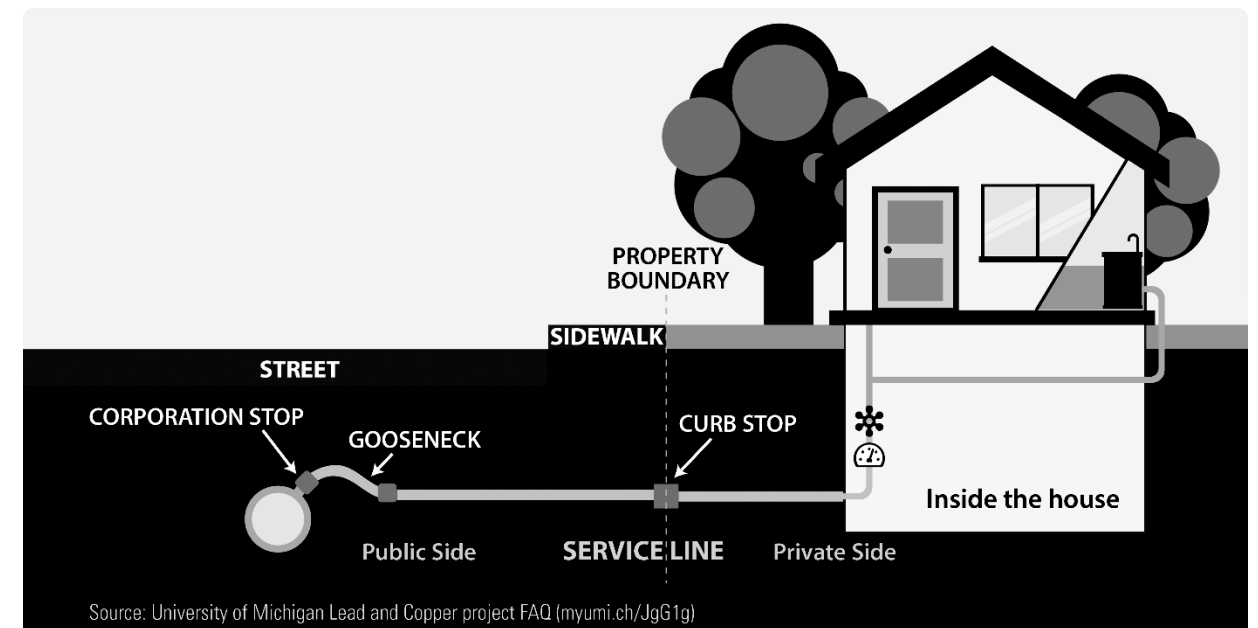 PROPERTY
BOUNDARY
SIDEWALK
STREET
CORPORATION STOP
GOOSENECK
CURB STOP
Inside the house
Public Side
SERVICE LINE
Private Side
Source: University of Michigan Lead and Copper project FAQ (myumi.ch/JgG1g)